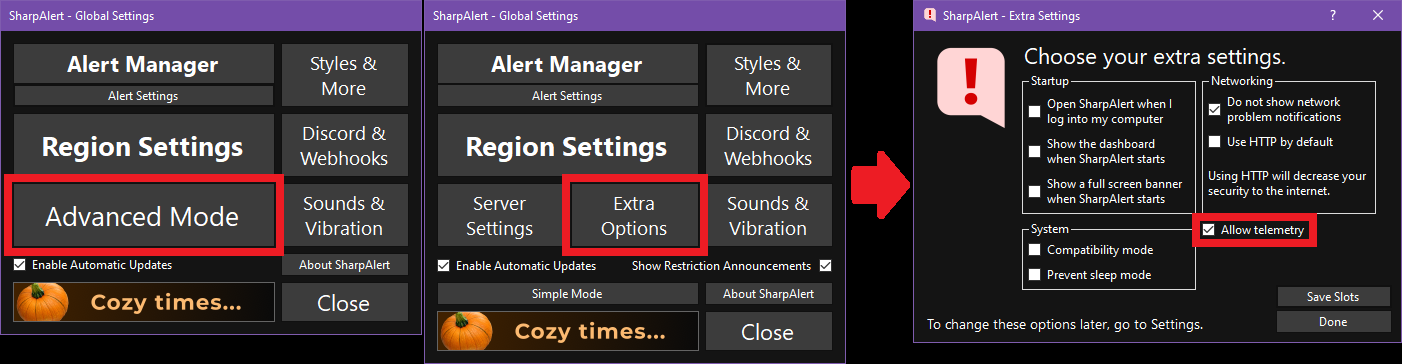 SharpAlert - Global Settings
Alert Manager
Alert Settings
Styles &
More
Region Settings
Discord &
Webhooks
Advanced Mode
Sounds &
Vibration
Enable Automatic Updates
About SharpAlert
Cozy times...
Close
SharpAlert - Global Settings
Alert Manager
Alert Settings
Styles &
More
Region Settings
Discord &
Webhooks
Server
Settings
Extra
Options
Sounds &
Vibration
Enable Automatic Updates
Show Restriction Announcements
Simple Mode
About SharpAlert
Cozy times...
Close
SharpAlert - Extra Settings
Choose your extra settings.
Startup
Open SharpAlert when I
log into my computer
Show the dashboard
when SharpAlert starts
Show a full screen banner
when SharpAlert starts
Networking
Do not show network
problem notifications
Use HTTP by default
Using HTTP will decrease your
security to the internet.
System
Compatibility mode
Prevent sleep mode
Allow telemetry
Save Slots
To change these options later, go to Settings.
Done